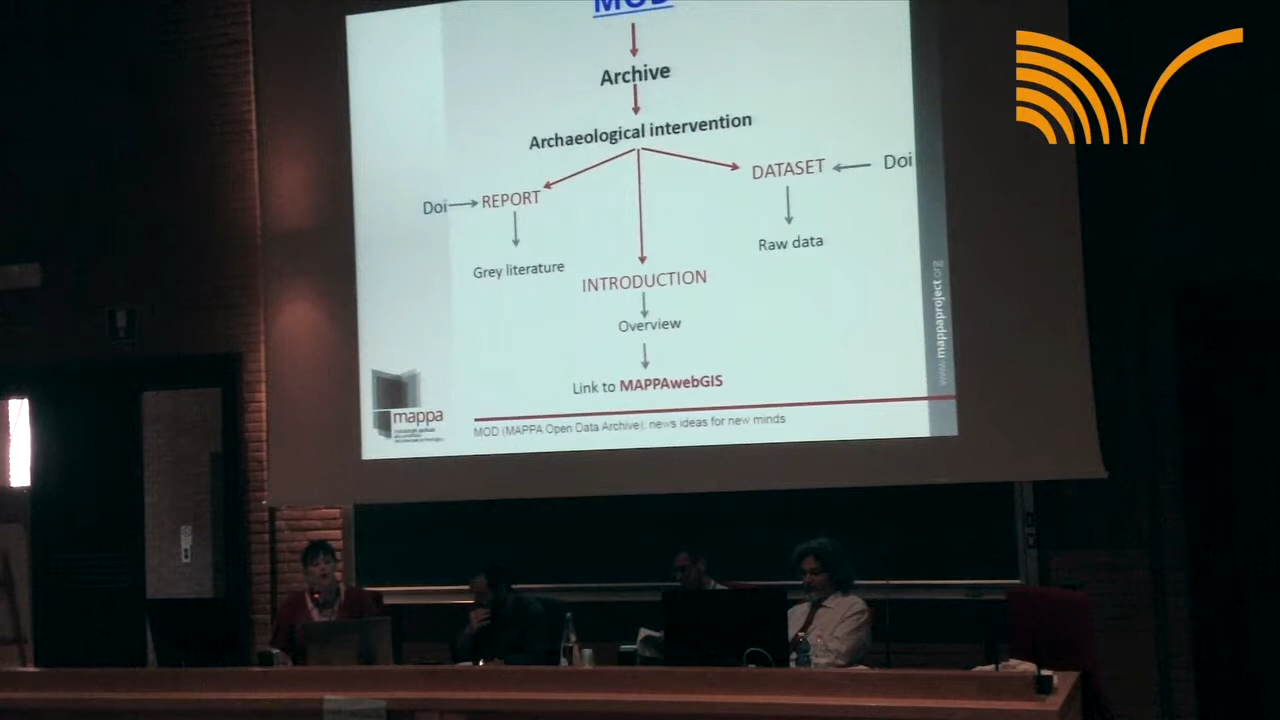 MOD
Archive
Archaeological intervention
DATASET
Doi
Doi
REPORT
Raw data
Grey literature
INTRODUCTION
Overview
Link to MAPPAwebGIS
mappa
MOD (MAPPA Open Data Archive): news ideas for new minds
www.mappaproject.org